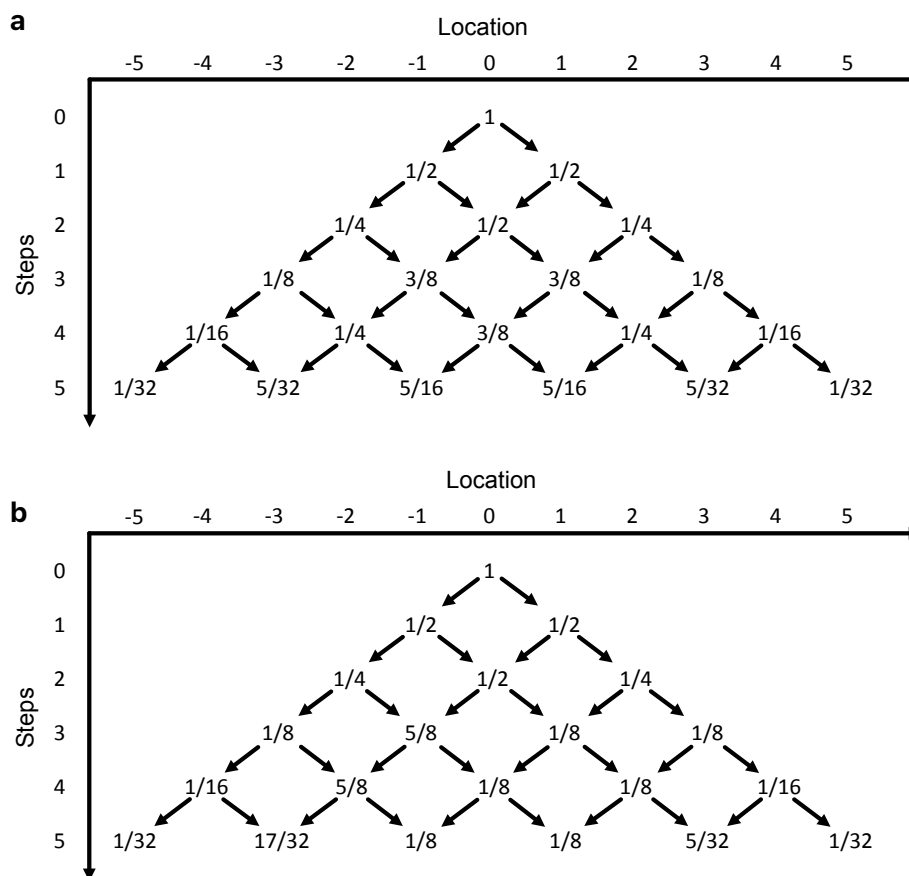 a
Location
-5 -4 -3 -2 -1 0 1 2 3 4 5
Steps
0 1
1 1/2 1/2
2 1/4 1/2 1/4
3 1/8 3/8 3/8 1/8
4 1/16 1/4 3/8 1/4 1/16
5 1/32 5/32 5/16 5/16 5/32 1/32
b
Location
-5 -4 -3 -2 -1 0 1 2 3 4 5
Steps
0 1
1 1/2 1/2
2 1/4 1/2 1/4
3 1/8 5/8 1/8 1/8
4 1/16 5/8 1/8 1/8 1/16
5 1/32 17/32 1/8 1/8 5/32 1/32